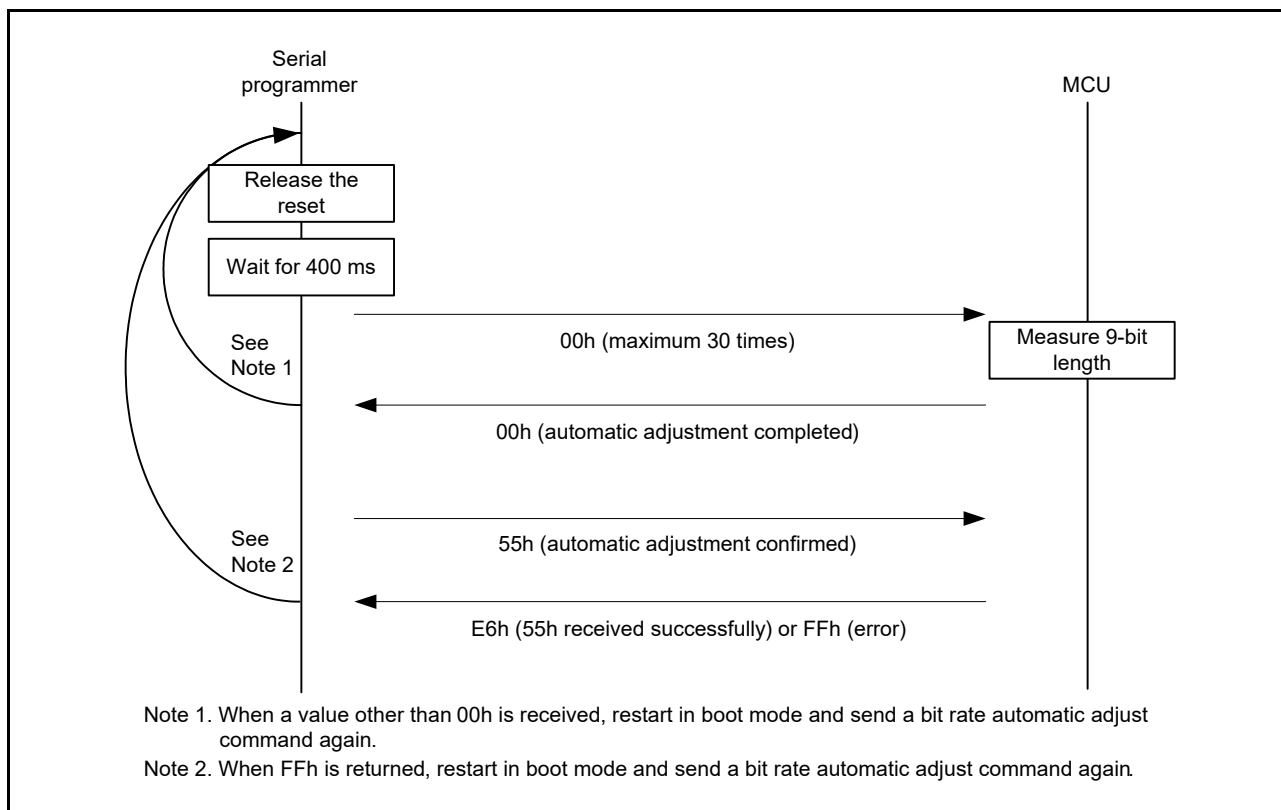 Serial
programmer
MCU
Release the
reset
Wait for 400 ms
00h (maximum 30 times)
Measure 9-bit
length
See
Note 1
00h (automatic adjustment completed)
55h (automatic adjustment confirmed)
See
Note 2
E6h (55h received successfully) or FFh (error)
Note 1. When a value other than 00h is received, restart in boot mode and send a bit rate automatic adjust
command again.
Note 2. When FFh is returned, restart in boot mode and send a bit rate automatic adjust command again.